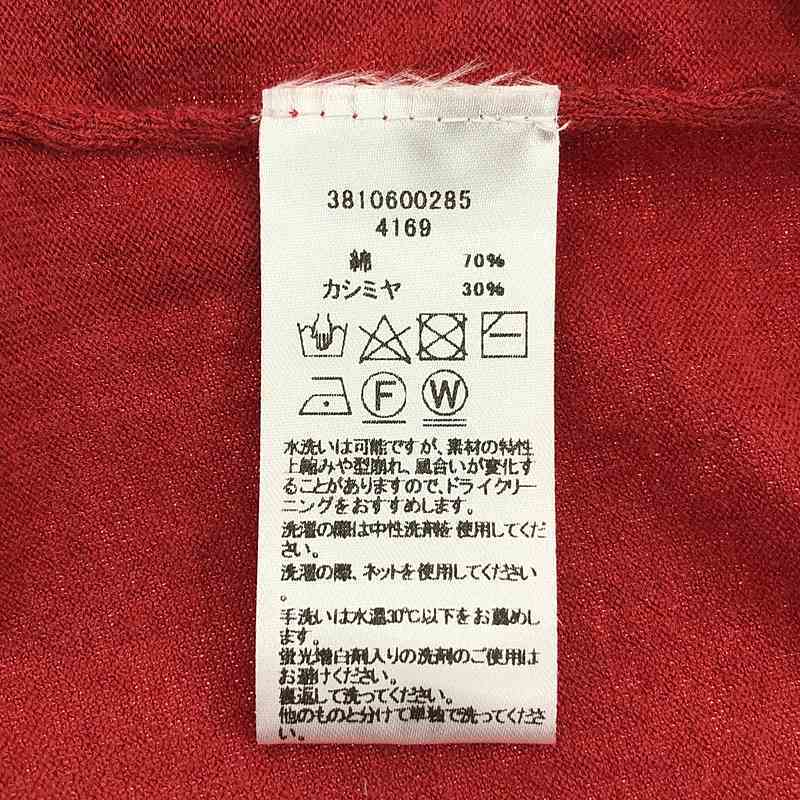 3810600285
4169
綿 70%
カシミヤ 30%
F W
水洗いは可能ですが、素材の特性
上縮みや型崩れ、風合いが変化す
ることがありますので、ドライクリー
ニングをおすすめします。
洗濯の際は中性洗剤を使用してくだ
さい。
洗濯の際、ネットを使用してください
。
手洗いは水温30℃以下をお薦めし
ます。
蛍光増白剤入りの洗剤のご使用は
お避けください。
裏返して洗ってください。
他のものと分けて単独で洗ってくださ
い。